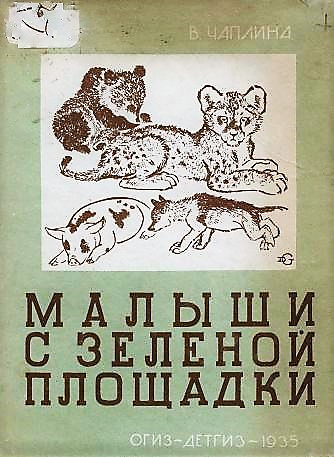 В. ЧАПЛИНА
МАЛЫШИ
С ЗЕЛЕНОЙ
ПЛОЩАДКИ
ОГИЗ–ДЕТГИЗ–1935